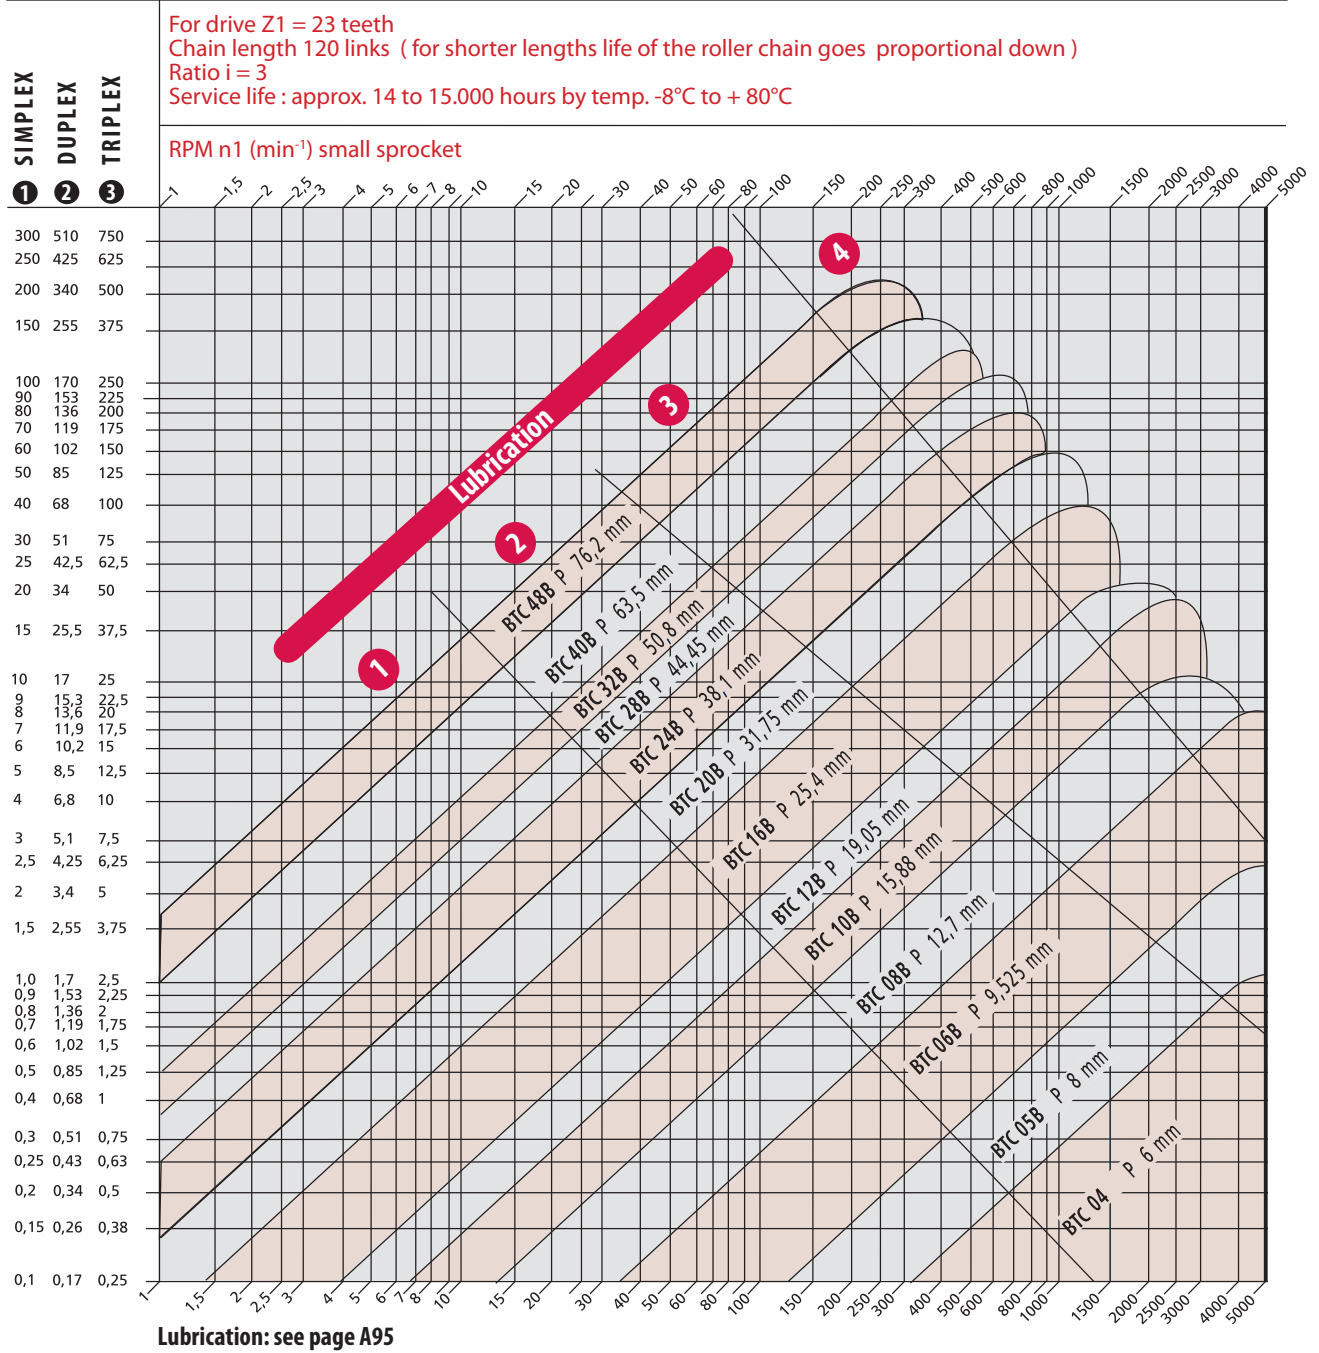 For drive Z1 = 23 teeth
Chain length 120 links ( for shorter lengths life of the roller chain goes proportional down )
Ratio i = 3
Service life : approx. 14 to 15.000 hours by temp. -8°C to + 80°C
RPM n1 (min-1) small sprocket
1 SIMPLEX
2 DUPLEX
3 TRIPLEX
1 1,5 2 2,5 3 4 5 6 7 8 10 15 20 30 40 50 60 80 100 150 200 250 300 400 500 600 800 1000 1500 2000 2500 3000 4000 5000
300 510 750
250 425 625
200 340 500
150 255 375
100 170 250
90 153 225
80 136 200
70 119 175
60 102 150
50 85 125
40 68 100
30 51 75
25 42,5 62,5
20 34 50
15 25,5 37,5
10 17 25
9 15,3 22,5
8 13,6 20
7 11,9 17,5
6 10,2 15
5 8,5 12,5
4 6,8 10
3 5,1 7,5
2,5 4,25 6,25
2 3,4 5
1,5 2,55 3,75
1,0 1,7 2,5
0,9 1,53 2,25
0,8 1,36 2
0,7 1,19 1,75
0,6 1,02 1,5
0,5 0,85 1,25
0,4 0,68 1
0,3 0,51 0,75
0,25 0,43 0,63
0,2 0,34 0,5
0,15 0,26 0,38
0,1 0,17 0,25
Lubrication
1
2
3
4
BTC 48B P 76,2 mm
BTC 40B P 63,5 mm
BTC 32B P 50,8 mm
BTC 28B P 44,45 mm
BTC 24B P 38,1 mm
BTC 20B P 31,75 mm
BTC 16B P 25,4 mm
BTC 12B P 19,05 mm
BTC 10B P 15,88 mm
BTC 08B P 12,7 mm
BTC 06B P 9,525 mm
BTC 05B P 8 mm
BTC 04 P 6 mm
1 1,5 2 2,5 3 4 5 6 7 8 10 15 20 30 40 50 60 80 100 150 200 250 300 400 500 600 800 1000 1500 2000 2500 3000 4000 5000
Lubrication: see page A95